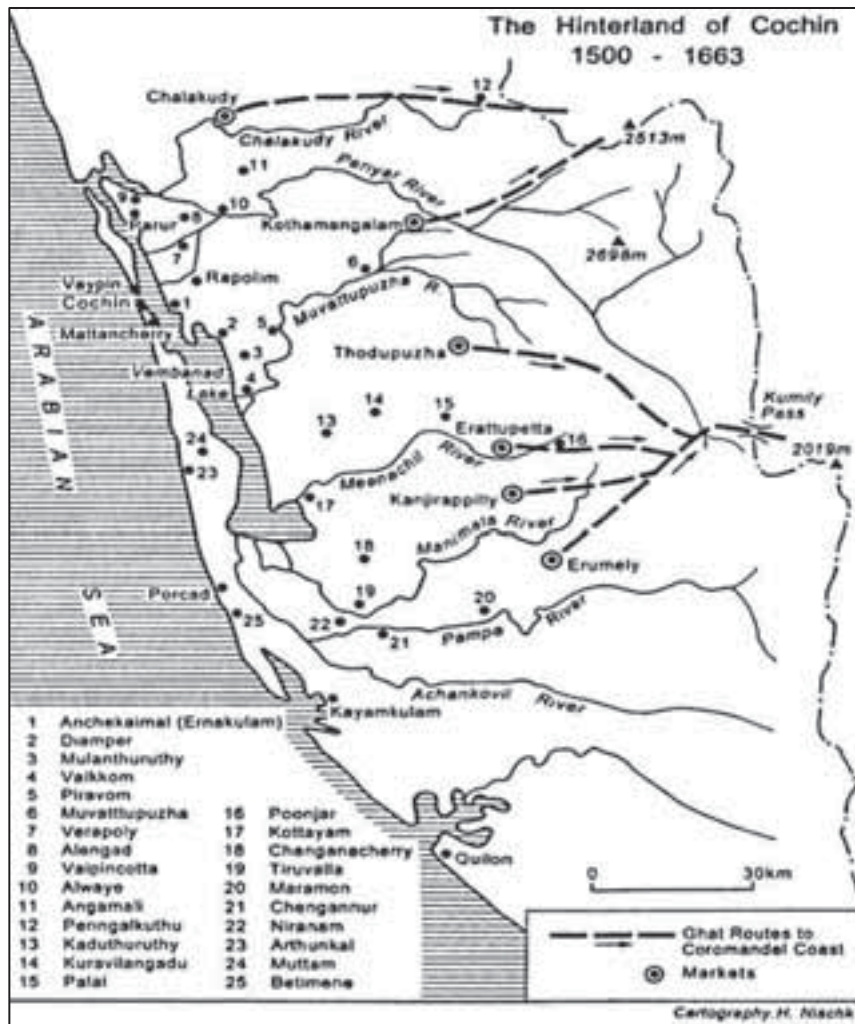 The Hinterland of Cochin
1500 - 1663
12
Chalakudy
Chalakudy River
2513m
11
Periyar River
9
10
8
Parur
Kothamangalam
7
2698m
6
Rapolim
Vaypin
Cochin
1
Muvattupuzha R.
Mattancherry
2
5
3
Thodupuzha
Vembanad
Lake
4
ARABIAN
SEA
Kumily
Pass
14
15
13
Erattupetta
16
24
2019m
23
Meenachil
River
17
Kanjirappilly
Manimala River
18
Erumely
Porcad
19
20
25
22
21
Pampa
River
Achankovil
River
Kayamkulam
Quilon
1 Anchekaimal (Ernakulam)
2 Diamper
3 Mulanthuruthy
4 Vaikkom
5 Piravom
6 Muvatttupuzha
7 Verapoly
8 Alengad
9 Vaipincotta
10 Alwaye
11 Angamali
12 Penngalkuthu
13 Kaduthuruthy
14 Kuravilangadu
15 Palai
16 Poonjar
17 Kottayam
18 Changanacherry
19 Tiruvalla
20 Maramon
21 Chengannur
22 Niranam
23 Arthunkal
24 Muttam
25 Betimene
0 30km
Ghat Routes to
Coromandel Coast
Markets
Cartography. H. Nischk